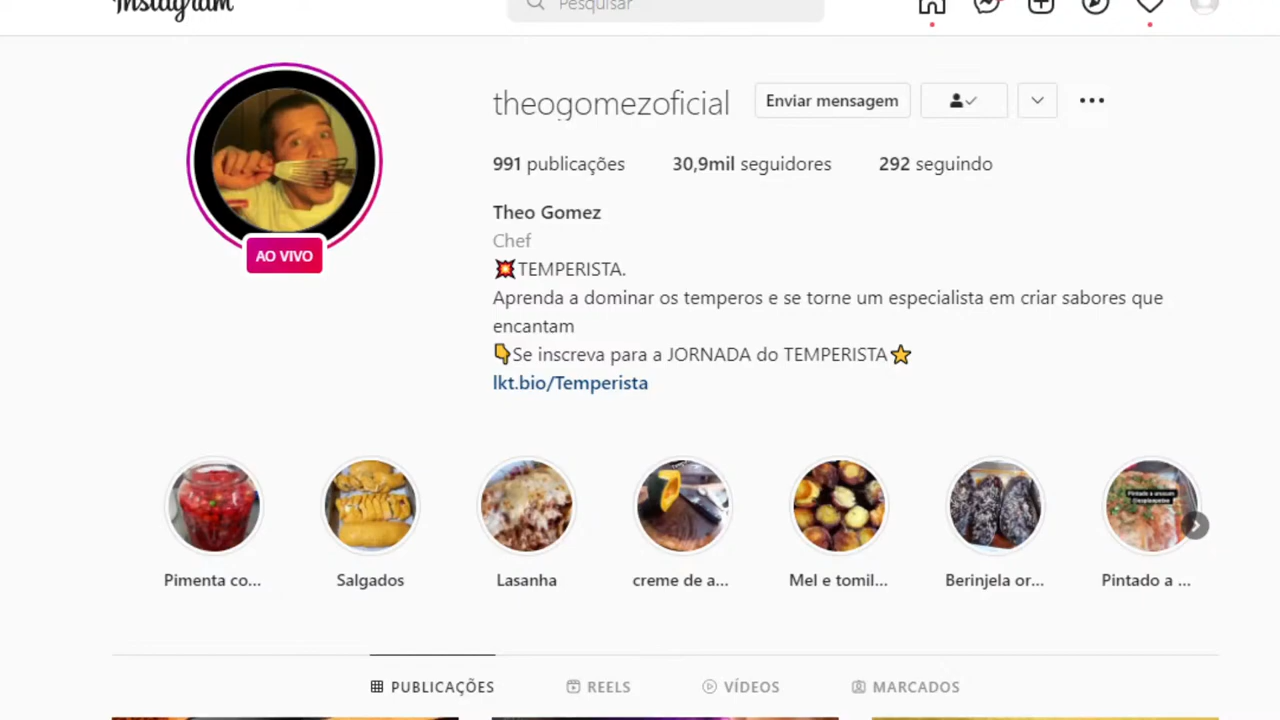 Instagram
Pesquisar
theogomezoficial
Enviar mensagem
991 publicações 30,9mil seguidores 292 seguindo
AO VIVO
Theo Gomez
Chef
💥TEMPERISTA.
Aprenda a dominar os temperos e se torne um especialista em criar sabores que
encantam
👇Se inscreva para a JORNADA do TEMPERISTA⭐
lkt.bio/Temperista
Pimenta co... Salgados Lasanha creme de a... Mel e tomil... Berinjela or... Pintado a ...
PUBLICAÇÕES REELS VÍDEOS MARCADOS